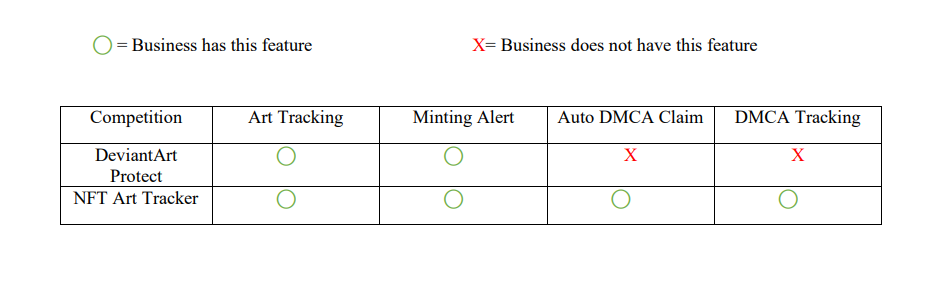 = Business has this feature
X= Business does not have this feature
Competition Art Tracking Minting Alert Auto DMCA Claim DMCA Tracking
DeviantArt X X
Protect
NFT Art Tracker